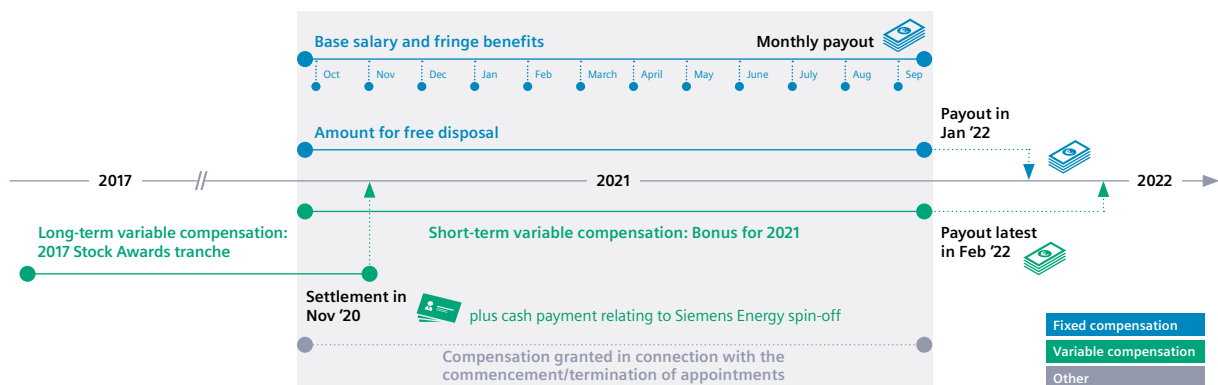 Base salary and fringe benefits
Monthly payout
Oct Nov Dec Jan Feb March April May June July Aug Sep
Amount for free disposal
Payout in
Jan ’22
2017
2021
2022
Long-term variable compensation:
2017 Stock Awards tranche
Short-term variable compensation: Bonus for 2021
Payout latest
in Feb ’22
Settlement in
Nov ’20
plus cash payment relating to Siemens Energy spin-off
Compensation granted in connection with the
commencement/termination of appointments
Fixed compensation
Variable compensation
Other